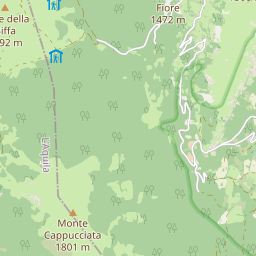 Fiore
1472 m
e della
iffa
92 m
L'Aquila
Monte
Cappucciata
1801 m